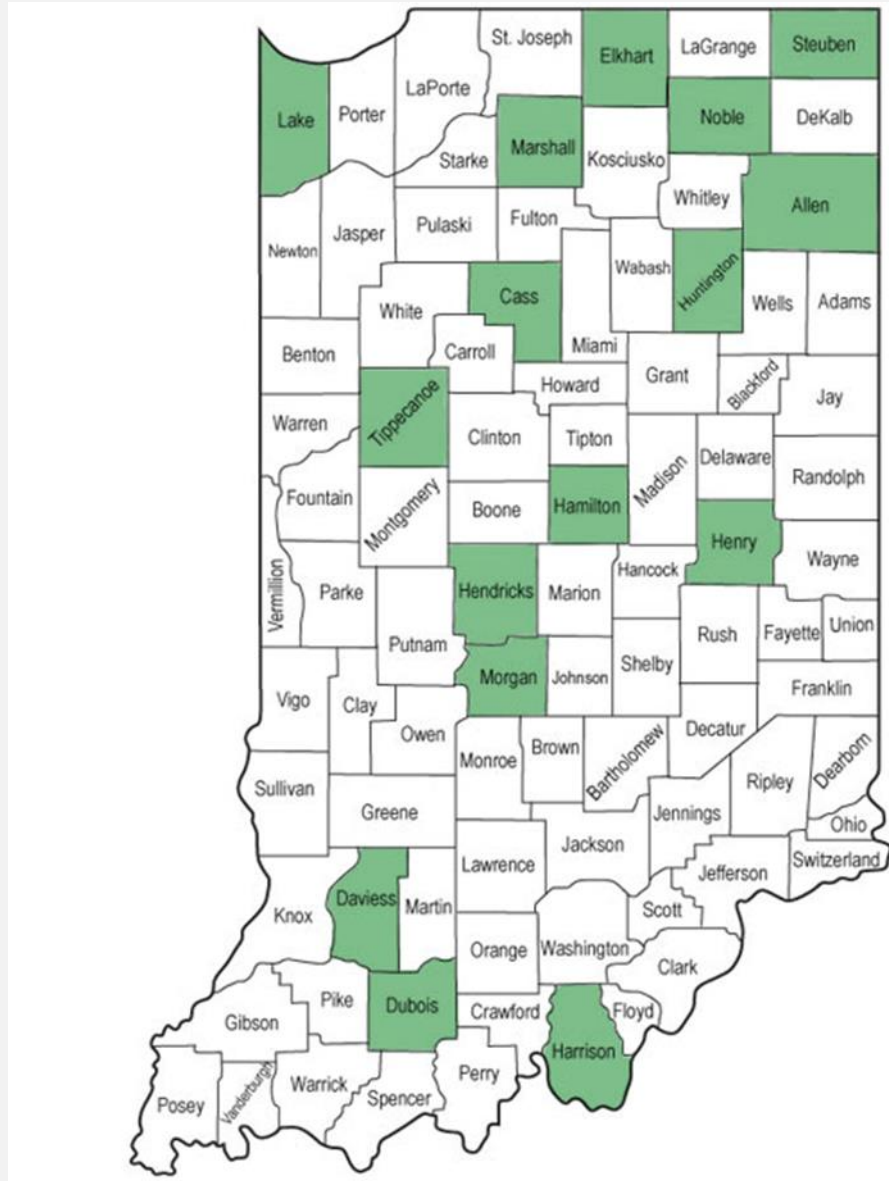 St. Joseph
Elkhart
LaGrange
Steuben
LaPorte
Lake
Porter
Noble
DeKalb
Marshall
Starke
Kosciusko
Whitley
Allen
Newton
Jasper
Pulaski
Fulton
Wabash
Huntington
White
Cass
Miami
Wells
Adams
Benton
Carroll
Howard
Grant
Blackford
Jay
Warren
Tippecanoe
Clinton
Tipton
Madison
Delaware
Randolph
Fountain
Montgomery
Boone
Hamilton
Henry
Wayne
Vermillion
Parke
Putnam
Hendricks
Marion
Hancock
Rush
Fayette
Union
Vigo
Clay
Owen
Morgan
Johnson
Shelby
Franklin
Decatur
Sullivan
Greene
Monroe
Brown
Bartholomew
Jennings
Ripley
Dearborn
Ohio
Knox
Daviess
Martin
Lawrence
Jackson
Jefferson
Switzerland
Scott
Orange
Washington
Clark
Gibson
Pike
Dubois
Crawford
Harrison
Floyd
Posey
Vanderburgh
Warrick
Spencer
Perry